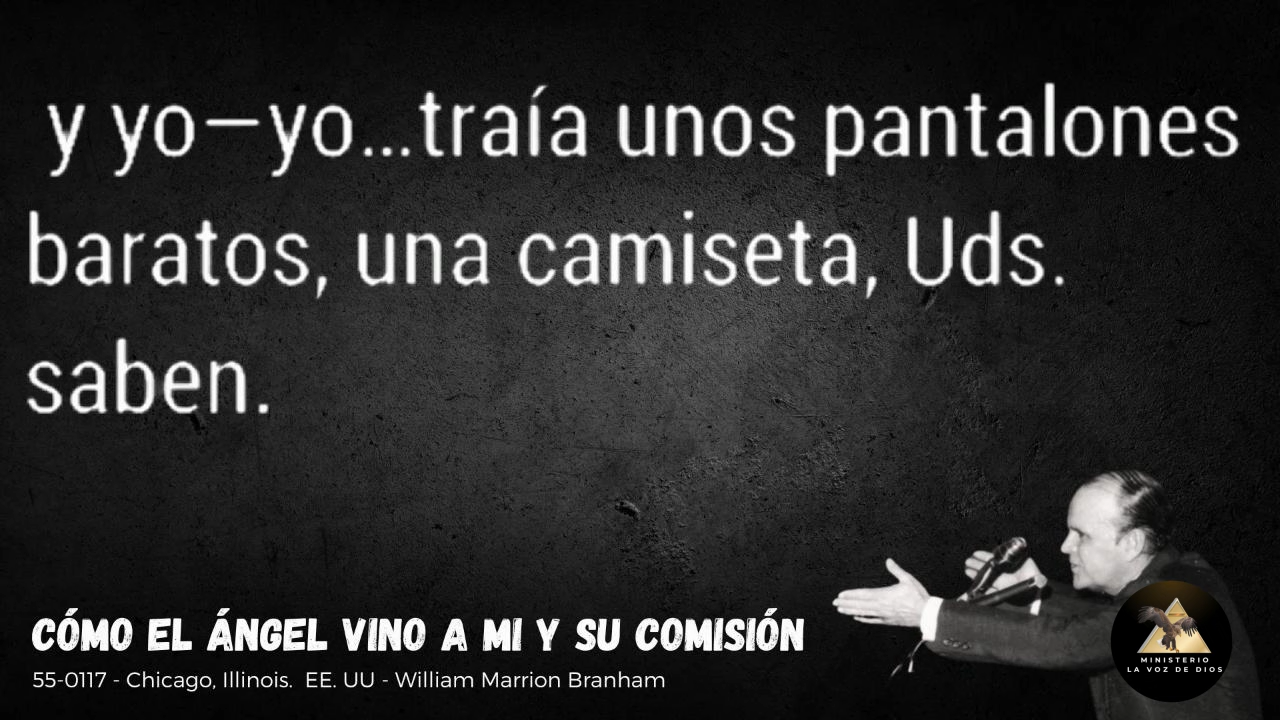 y yo—yo...traía unos pantalones
baratos, una camiseta, Uds.
saben.
CÓMO EL ÁNGEL VINO A MI Y SU COMISIÓN
55-0117 - Chicago, Illinois.  EE. UU - William Marrion Branham
MINISTERIO
LA VOZ DE DIOS